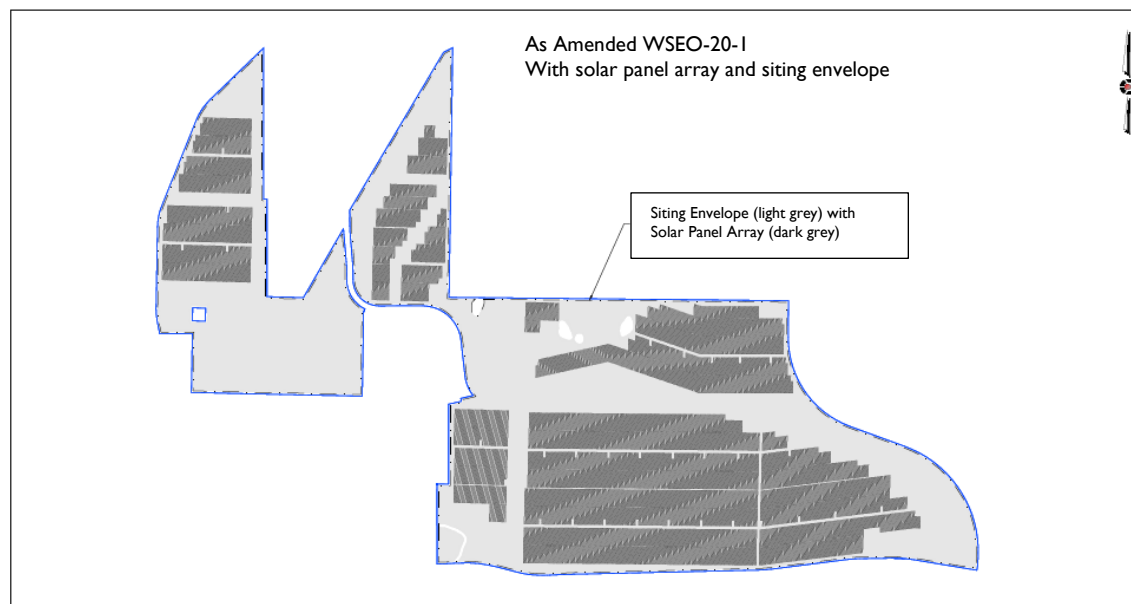 As Amended WSEO-20-1
With solar panel array and siting envelope
Siting Envelope (light grey) with
Solar Panel Array (dark grey)